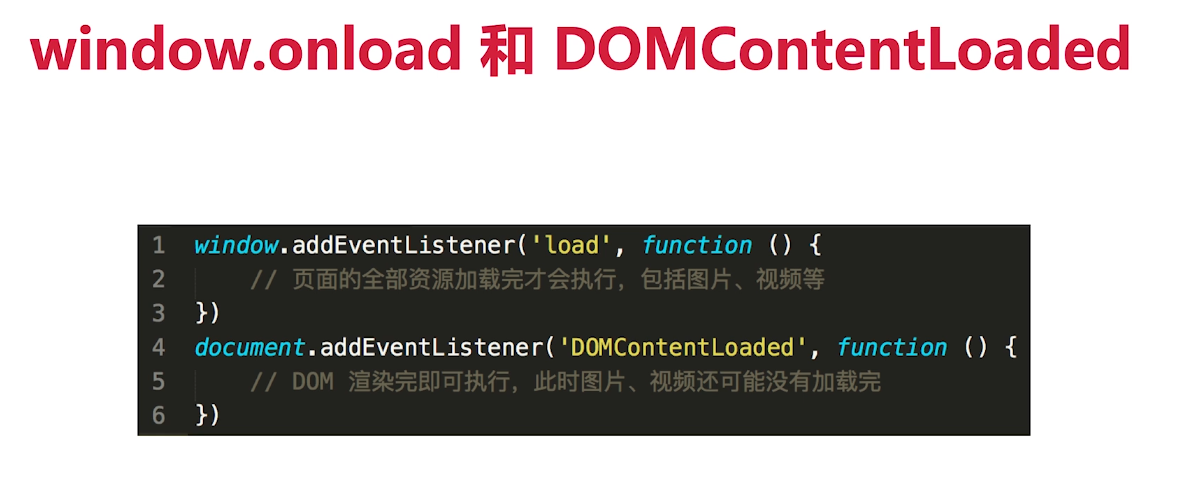 window.onload 和 DOMContentLoaded
1 window.addEventListener('load', function () {
2 // 页面的全部资源加载完才会执行，包括图片、视频等
3 })
4 document.addEventListener('DOMContentLoaded', function () {
5 // DOM 渲染完即可执行，此时图片、视频还可能没有加载完
6 })